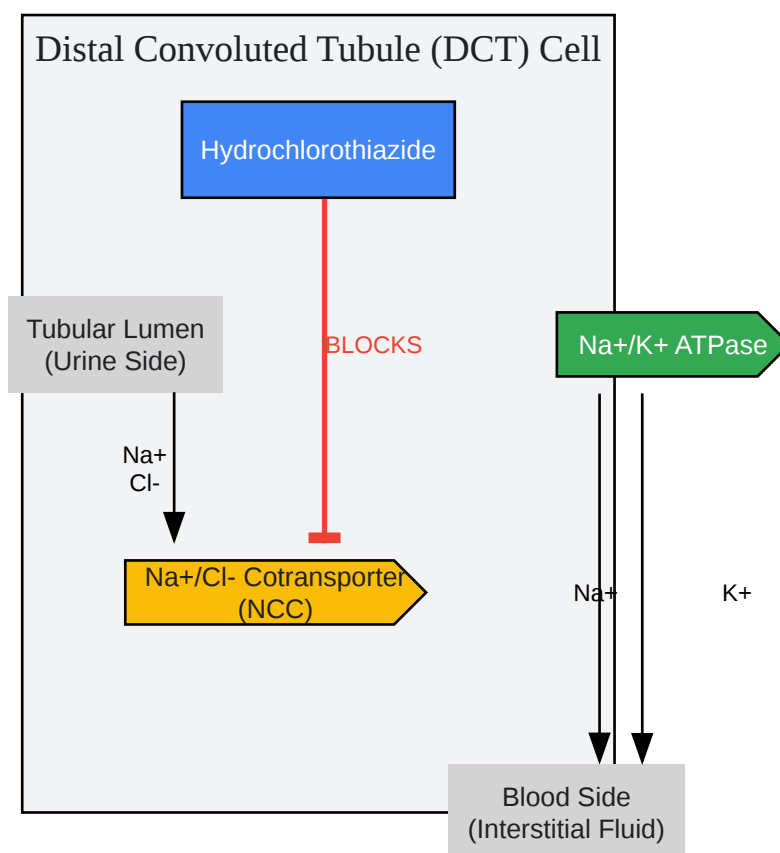 Distal Convoluted Tubule (DCT) Cell
Hydrochlorothiazide
Tubular Lumen
(Urine Side)
BLOCKS
Na+/K+ ATPase
Na+
Cl-
Na+/Cl- Cotransporter
(NCC)
Na+
K+
Blood Side
(Interstitial Fluid)